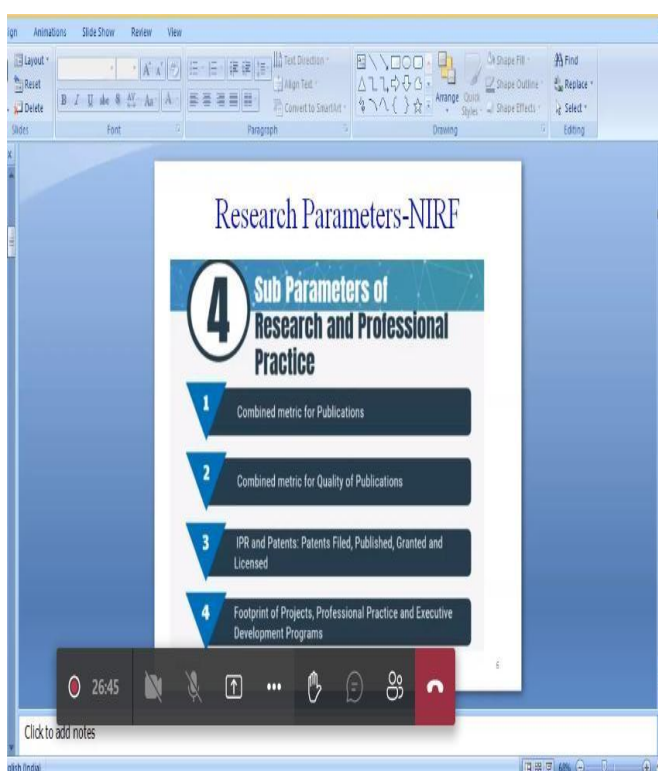 Animations Slide Show Review View
Layout
Reset
Delete
Slides
B I U abc S AV Aa A
Font
Text Direction
Align Text
Convert to SmartArt
Paragraph
Arrange
Quick
Styles
Shape Fill
Shape Outline
Shape Effects
Drawing
Find
Replace
Select
Editing
Research Parameters-NIRF
4
Sub Parameters of
Research and Professional
Practice
1
Combined metric for Publications
2
Combined metric for Quality of Publications
3
IPR and Patents: Patents Filed, Published, Granted and
Licensed
4
Footprint of Projects, Professional Practice and Executive
Development Programs
6
26:45
Click to add notes
60%